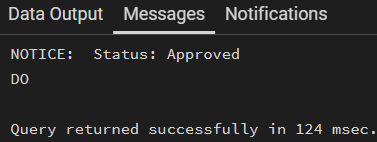 Data Output Messages Notifications
NOTICE:  Status: Approved
DO
Query returned successfully in 124 msec.